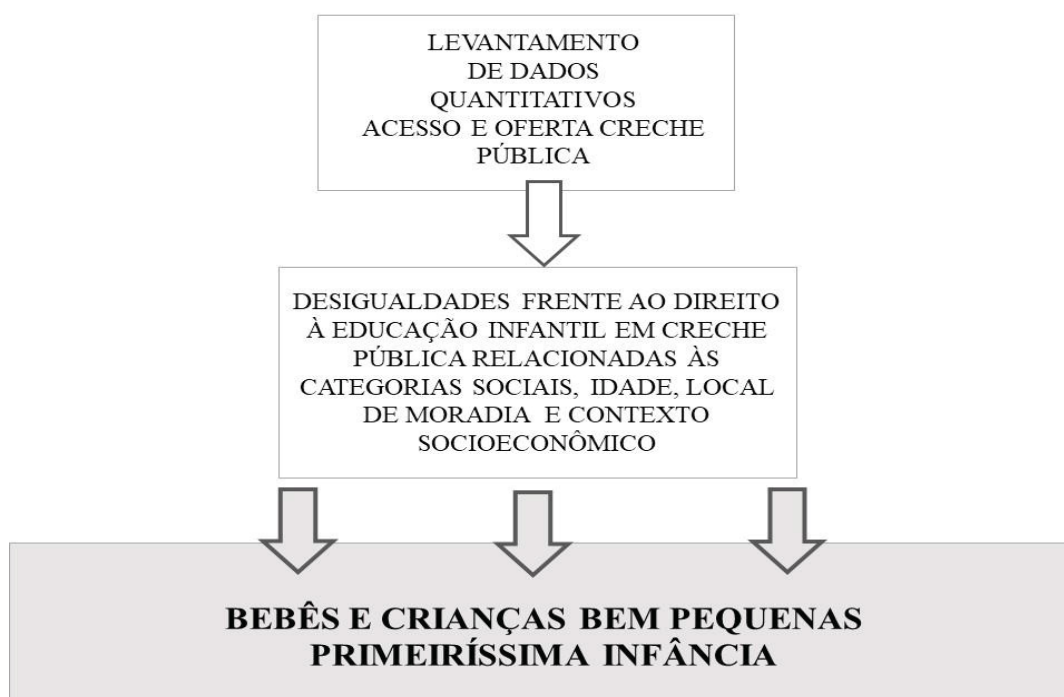 LEVANTAMENTO
DE DADOS
QUANTITATIVOS
ACESSO E OFERTA CRECHE
PÚBLICA
DESIGUALDADES FRENTE AO DIREITO
À EDUCAÇÃO INFANTIL EM CRECHE
PÚBLICA RELACIONADAS ÀS
CATEGORIAS SOCIAIS, IDADE, LOCAL
DE MORADIA E CONTEXTO
SOCIOECONÔMICO
BEBÊS E CRIANÇAS BEM PEQUENAS
PRIMEIRÍSSIMA INFÂNCIA